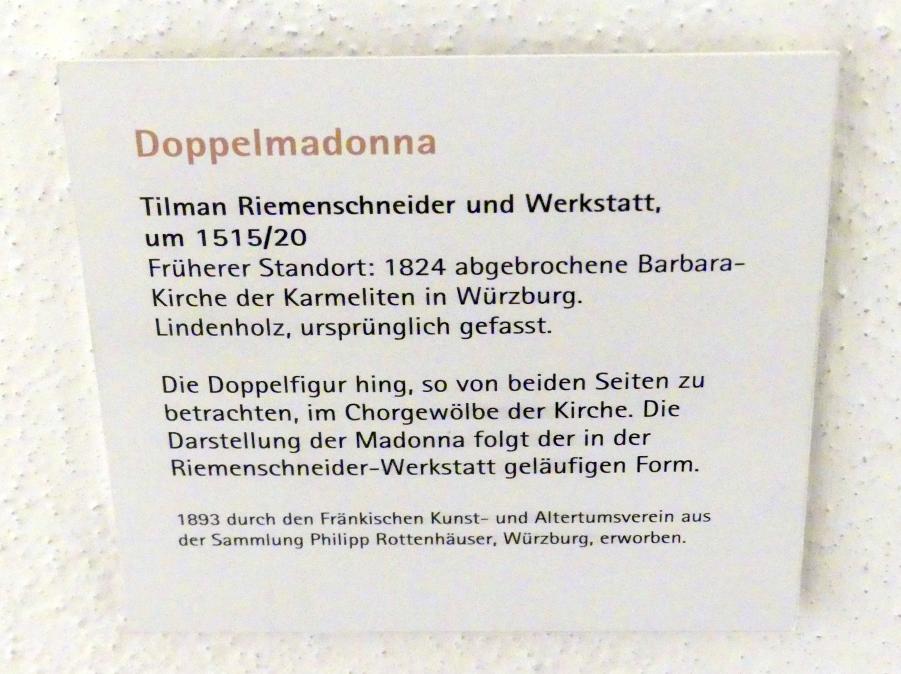 Doppelmadonna
Tilman Riemenschneider und Werkstatt,
um 1515/20
Früherer Standort: 1824 abgebrochene Barbara-
Kirche der Karmeliten in Würzburg.
Lindenholz, ursprünglich gefasst.
Die Doppelfigur hing, so von beiden Seiten zu
betrachten, im Chorgewölbe der Kirche. Die
Darstellung der Madonna folgt der in der
Riemenschneider-Werkstatt geläufigen Form.
1893 durch den Fränkischen Kunst- und Altertumsverein aus
der Sammlung Philipp Rottenhäuser, Würzburg, erworben.